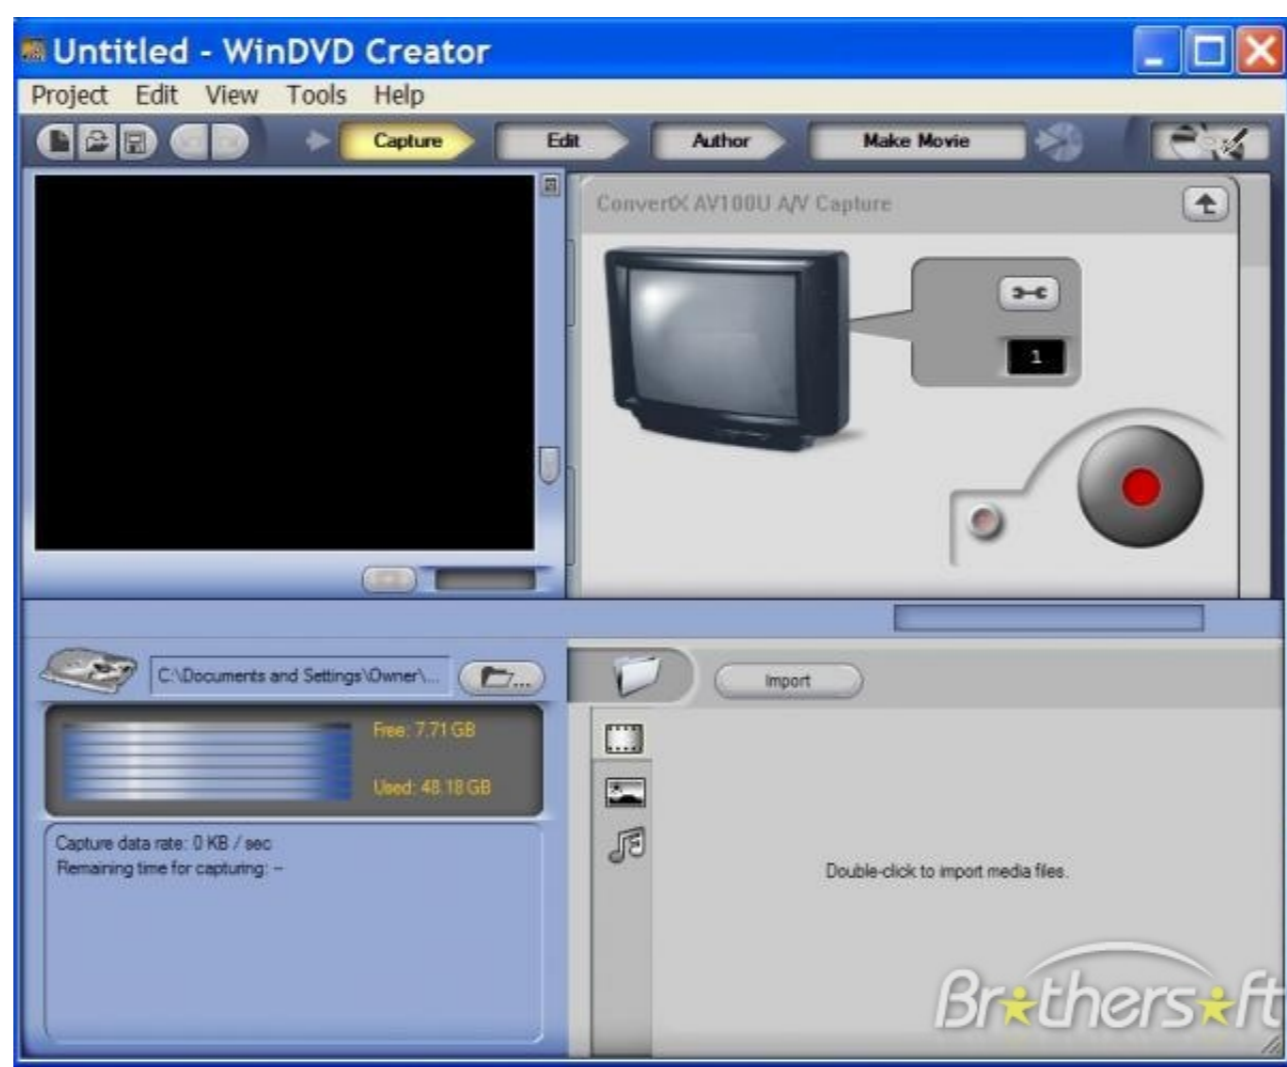 Untitled - WinDVD Creator
Project Edit View Tools Help
Capture Edit Author Make Movie
ConvertX AV100U A/V Capture
1
C:\Documents and Settings\Owner\...
...
Import
Free: 7.71 GB
Used: 48.18 GB
Capture data rate: 0 KB / sec
Remaining time for capturing: --
Double-click to import media files.
Brothersoft